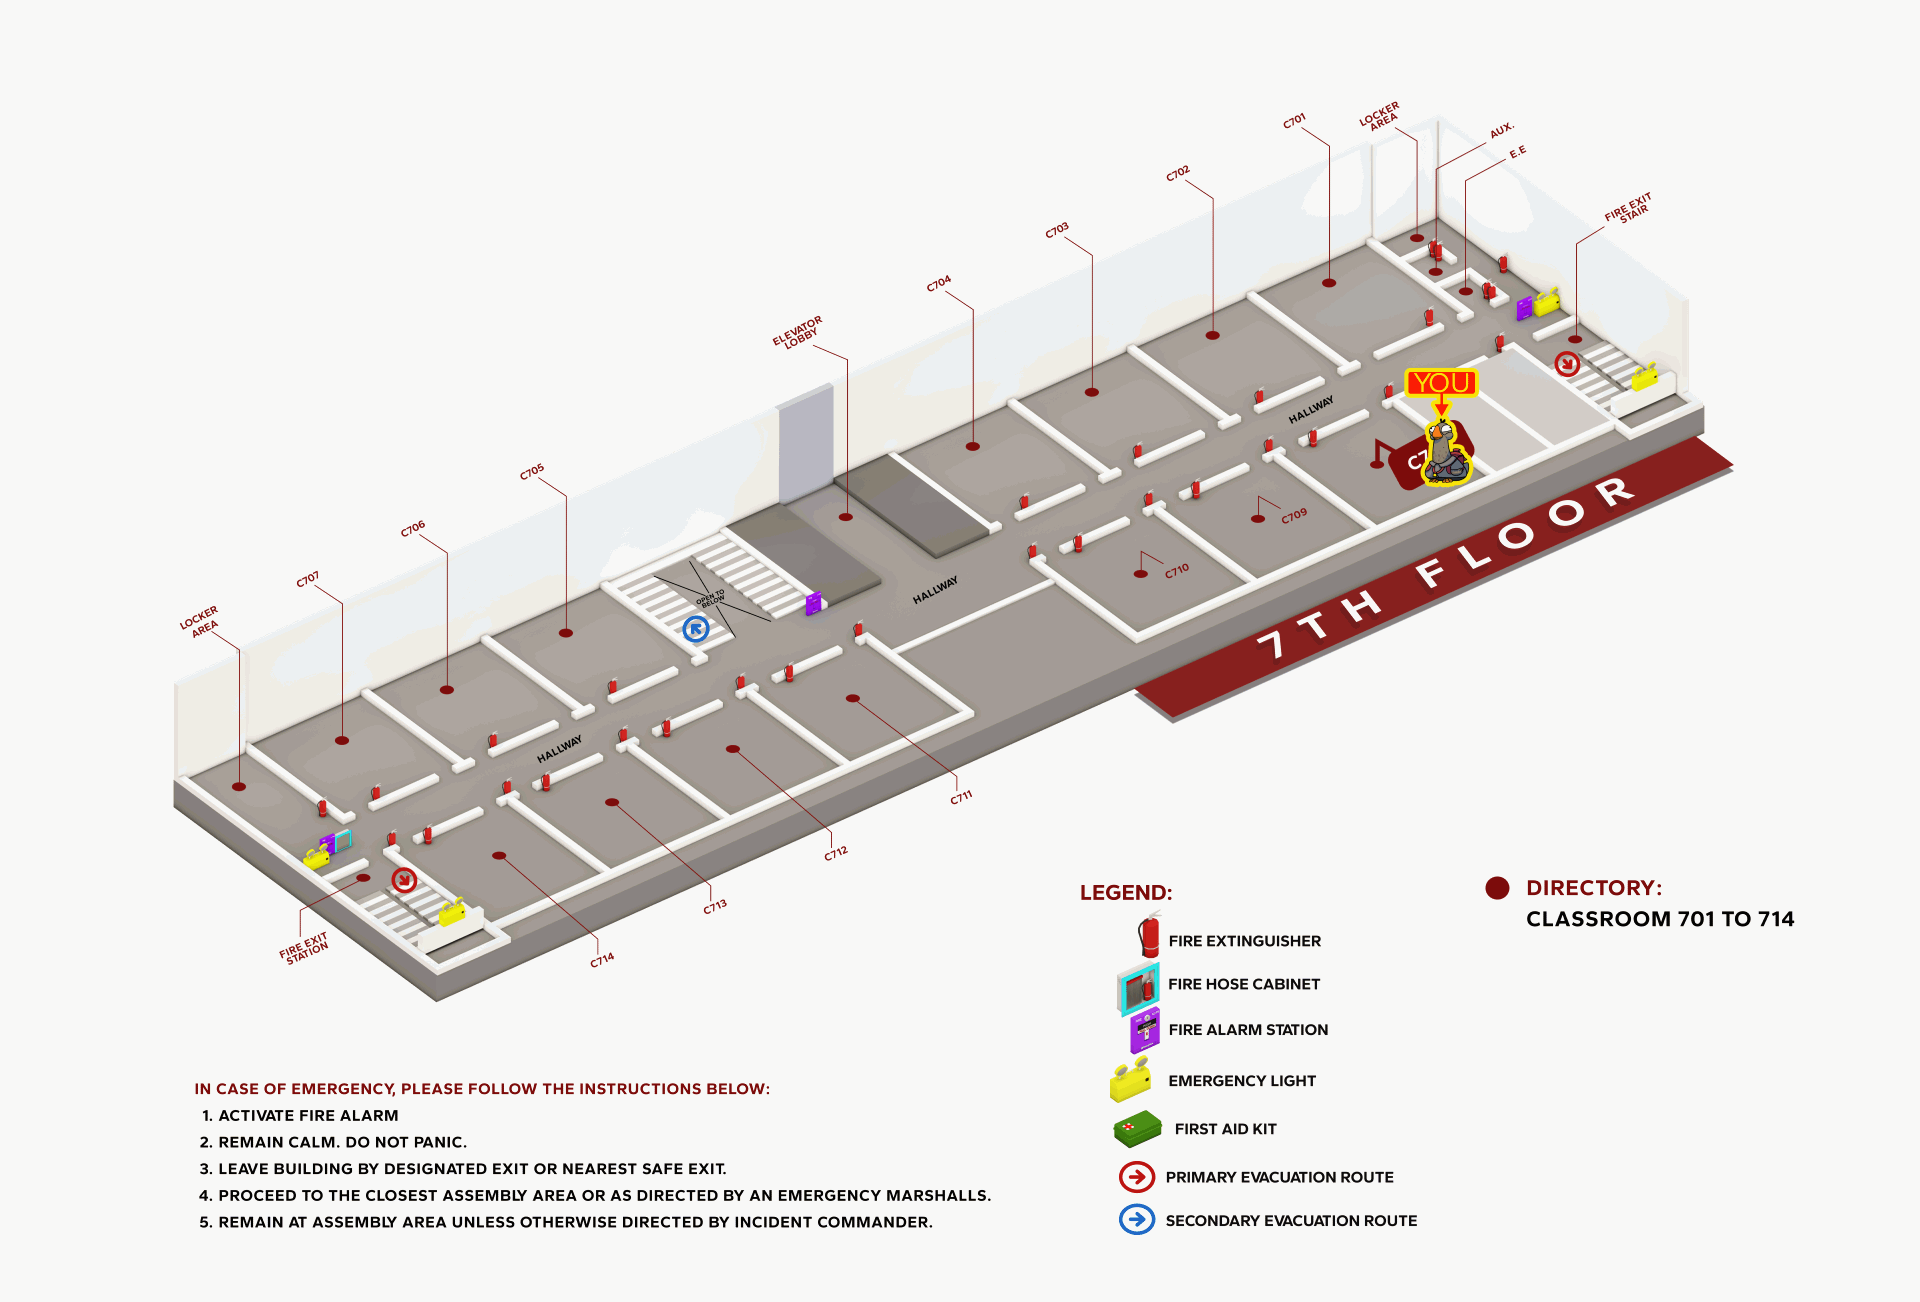 C701
LOCKER
AREA
AUX.
E.E
C702
FIRE EXIT
STAIR
C703
C704
ELEVATOR
LOBBY
YOU
HALLWAY
C7
C705
C706
C709
7TH FLOOR
C707
C710
HALLWAY
OPEN TO
BELOW
LOCKER
AREA
HALLWAY
C711
C712
C713
FIRE EXIT
STATION
C714
LEGEND:
FIRE EXTINGUISHER
FIRE HOSE CABINET
FIRE ALARM STATION
EMERGENCY LIGHT
FIRST AID KIT
PRIMARY EVACUATION ROUTE
SECONDARY EVACUATION ROUTE
DIRECTORY:
CLASSROOM 701 TO 714
IN CASE OF EMERGENCY, PLEASE FOLLOW THE INSTRUCTIONS BELOW:
1. ACTIVATE FIRE ALARM
2. REMAIN CALM. DO NOT PANIC.
3. LEAVE BUILDING BY DESIGNATED EXIT OR NEAREST SAFE EXIT.
4. PROCEED TO THE CLOSEST ASSEMBLY AREA OR AS DIRECTED BY AN EMERGENCY MARSHALLS.
5. REMAIN AT ASSEMBLY AREA UNLESS OTHERWISE DIRECTED BY INCIDENT COMMANDER.